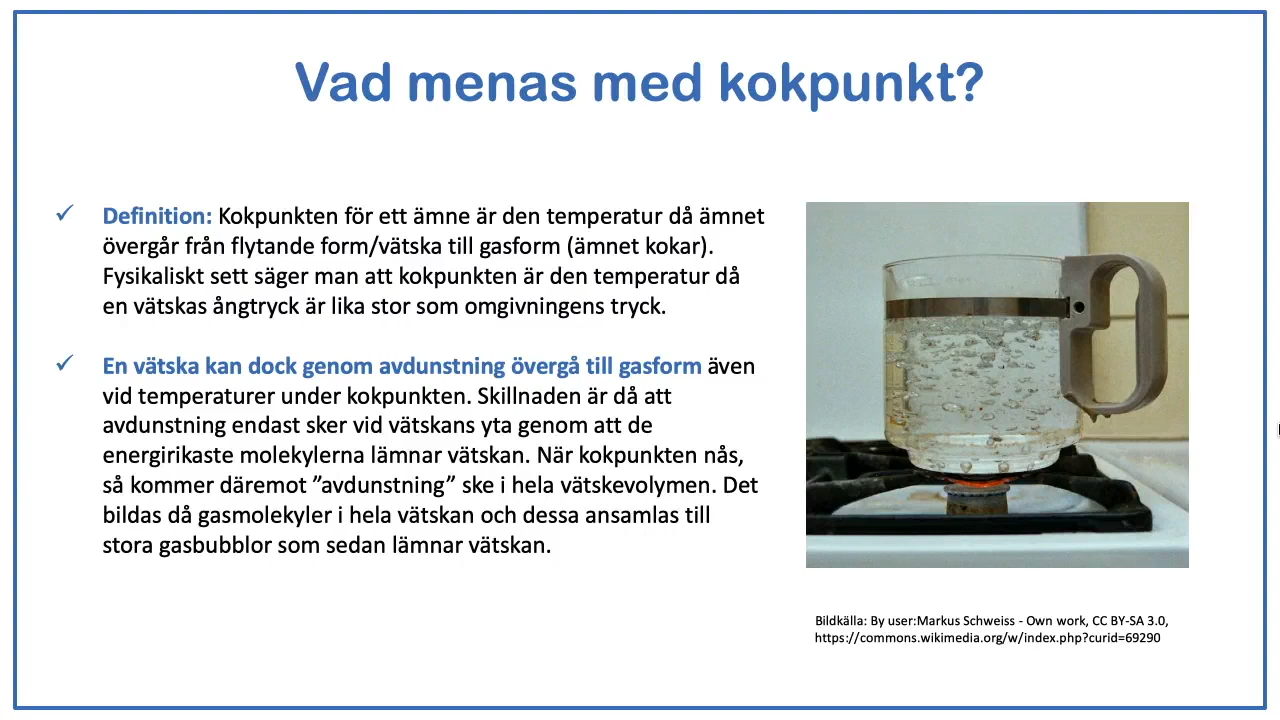 Vad menas med kokpunkt?
✓ Definition: Kokpunkten för ett ämne är den temperatur då ämnet
övergår från flytande form/vätska till gasform (ämnet kokar).
Fysikaliskt sett säger man att kokpunkten är den temperatur då
en vätskas ångtryck är lika stor som omgivningens tryck.
✓ En vätska kan dock genom avdunstning övergå till gasform även
vid temperaturer under kokpunkten. Skillnaden är då att
avdunstning endast sker vid vätskans yta genom att de
energirikaste molekylerna lämnar vätskan. När kokpunkten nås,
så kommer däremot ”avdunstning” ske i hela vätskevolymen. Det
bildas då gasmolekyler i hela vätskan och dessa ansamlas till
stora gasbubblor som sedan lämnar vätskan.
Bildkälla: By user:Markus Schweiss - Own work, CC BY-SA 3.0,
https://commons.wikimedia.org/w/index.php?curid=69290